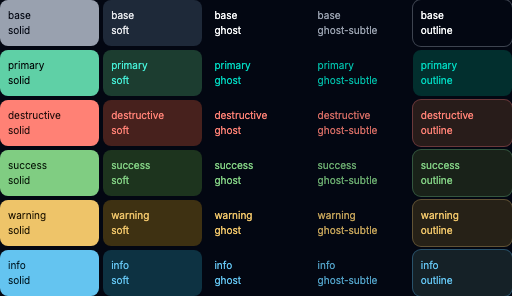 base
solid
base
soft
base
ghost
base
ghost-subtle
base
outline
primary
solid
primary
soft
primary
ghost
primary
ghost-subtle
primary
outline
destructive
solid
destructive
soft
destructive
ghost
destructive
ghost-subtle
destructive
outline
success
solid
success
soft
success
ghost
success
ghost-subtle
success
outline
warning
solid
warning
soft
warning
ghost
warning
ghost-subtle
warning
outline
info
solid
info
soft
info
ghost
info
ghost-subtle
info
outline